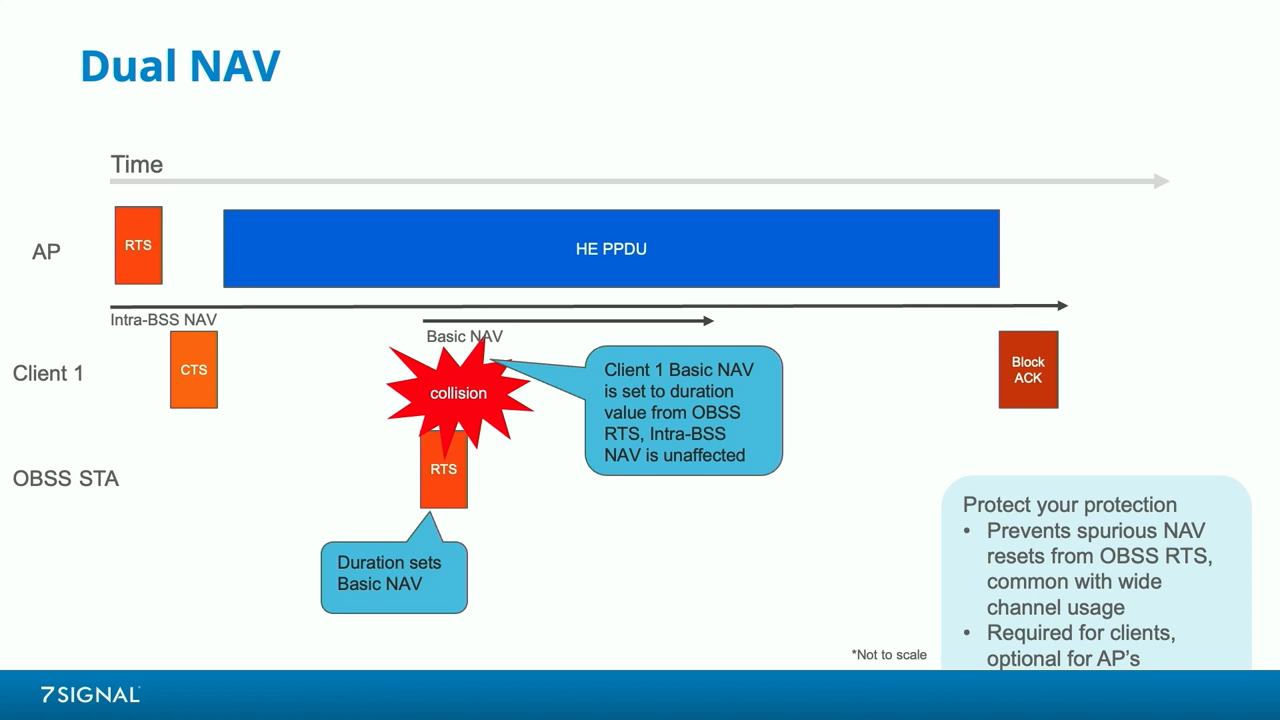 Dual NAV
Time
AP
RTS
HE PPDU
Intra-BSS NAV
Basic NAV
Client 1
CTS
collision
Client 1 Basic NAV
is set to duration
value from OBSS
RTS, Intra-BSS
NAV is unaffected
Block
ACK
OBSS STA
RTS
Duration sets
Basic NAV
Protect your protection
• Prevents spurious NAV
resets from OBSS RTS,
common with wide
channel usage
• Required for clients,
optional for AP's
*Not to scale
7SIGNAL